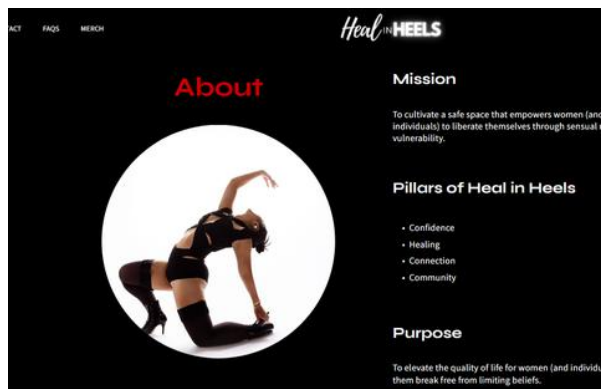 FAQS
MERCH
Heal IN HEELS
About
Mission
To cultivate a safe space that empowers women (and
individuals) to liberate themselves through sensual
vulnerability.
Pillars of Heal in Heels
• Confidence
• Healing
• Connection
• Community
Purpose
To elevate the quality of life for women (and
them break free from limiting beliefs.